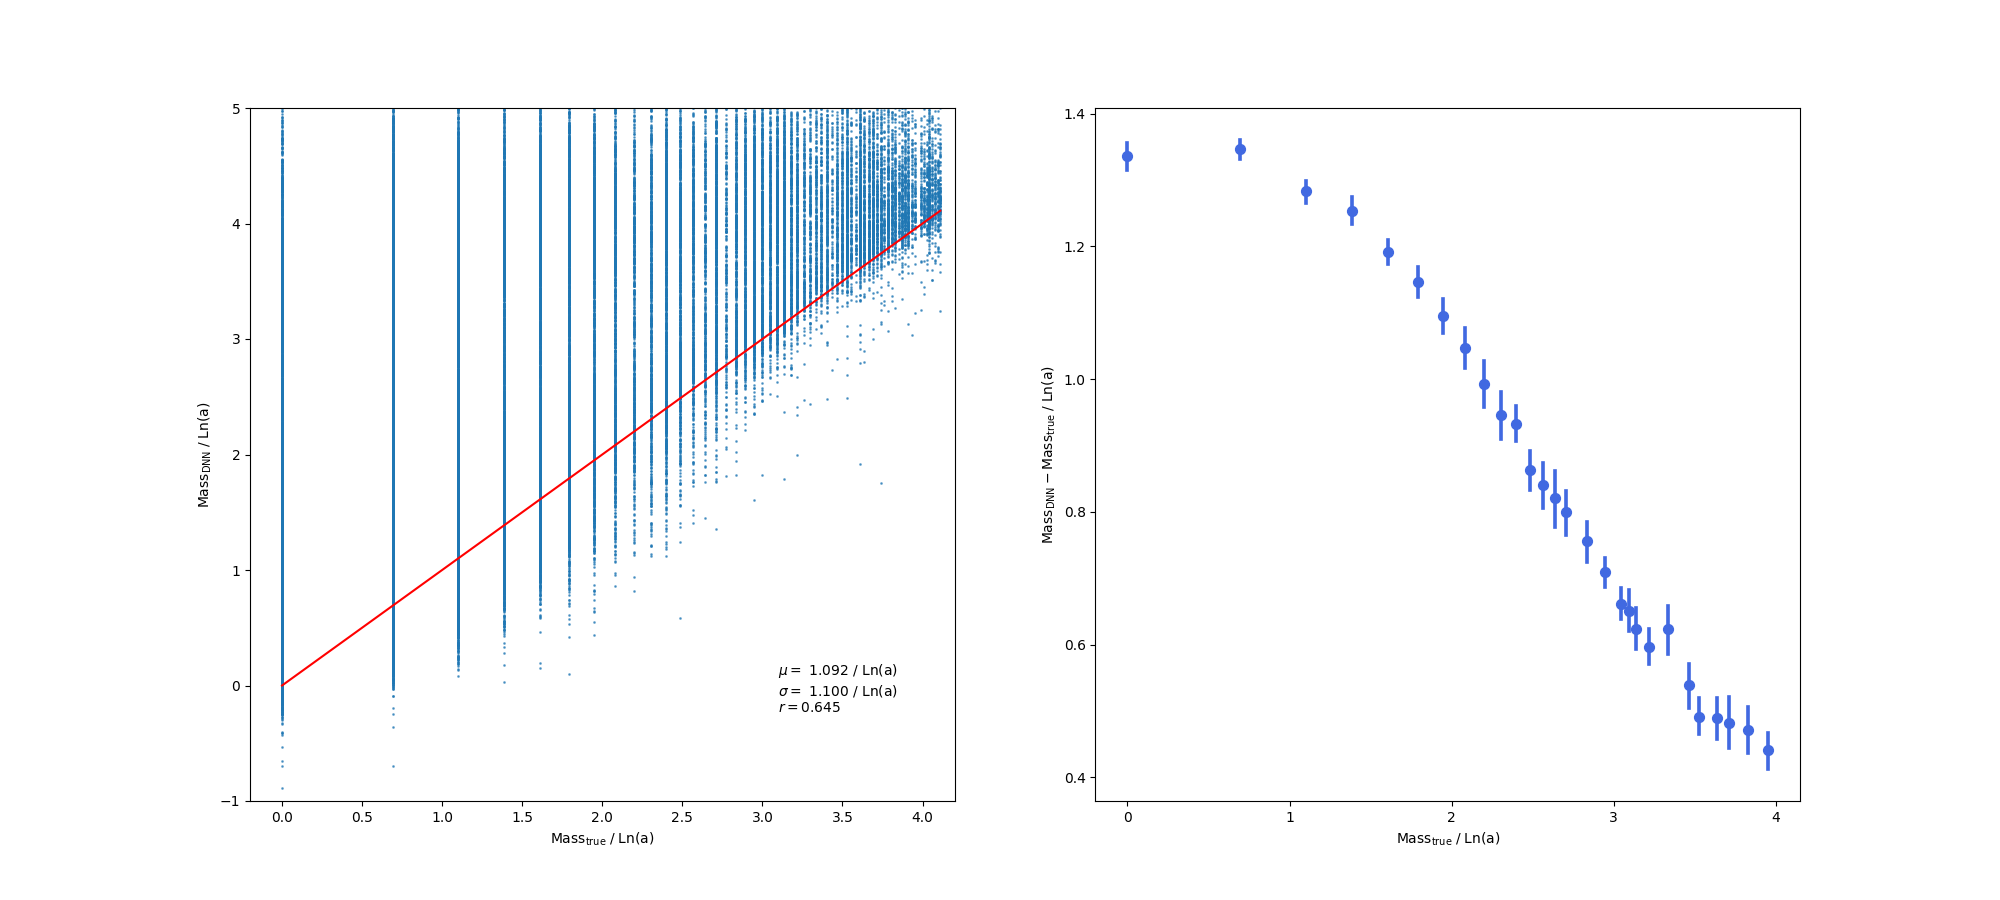 5
4
3
2
1
0
−1
Mass_DNN / Ln(a)
μ = 1.092 / Ln(a)
σ = 1.100 / Ln(a)
r = 0.645
0.0 0.5 1.0 1.5 2.0 2.5 3.0 3.5 4.0
Mass_true / Ln(a)
1.4
1.2
1.0
0.8
0.6
0.4
Mass_DNN − Mass_true / Ln(a)
0 1 2 3 4
Mass_true / Ln(a)